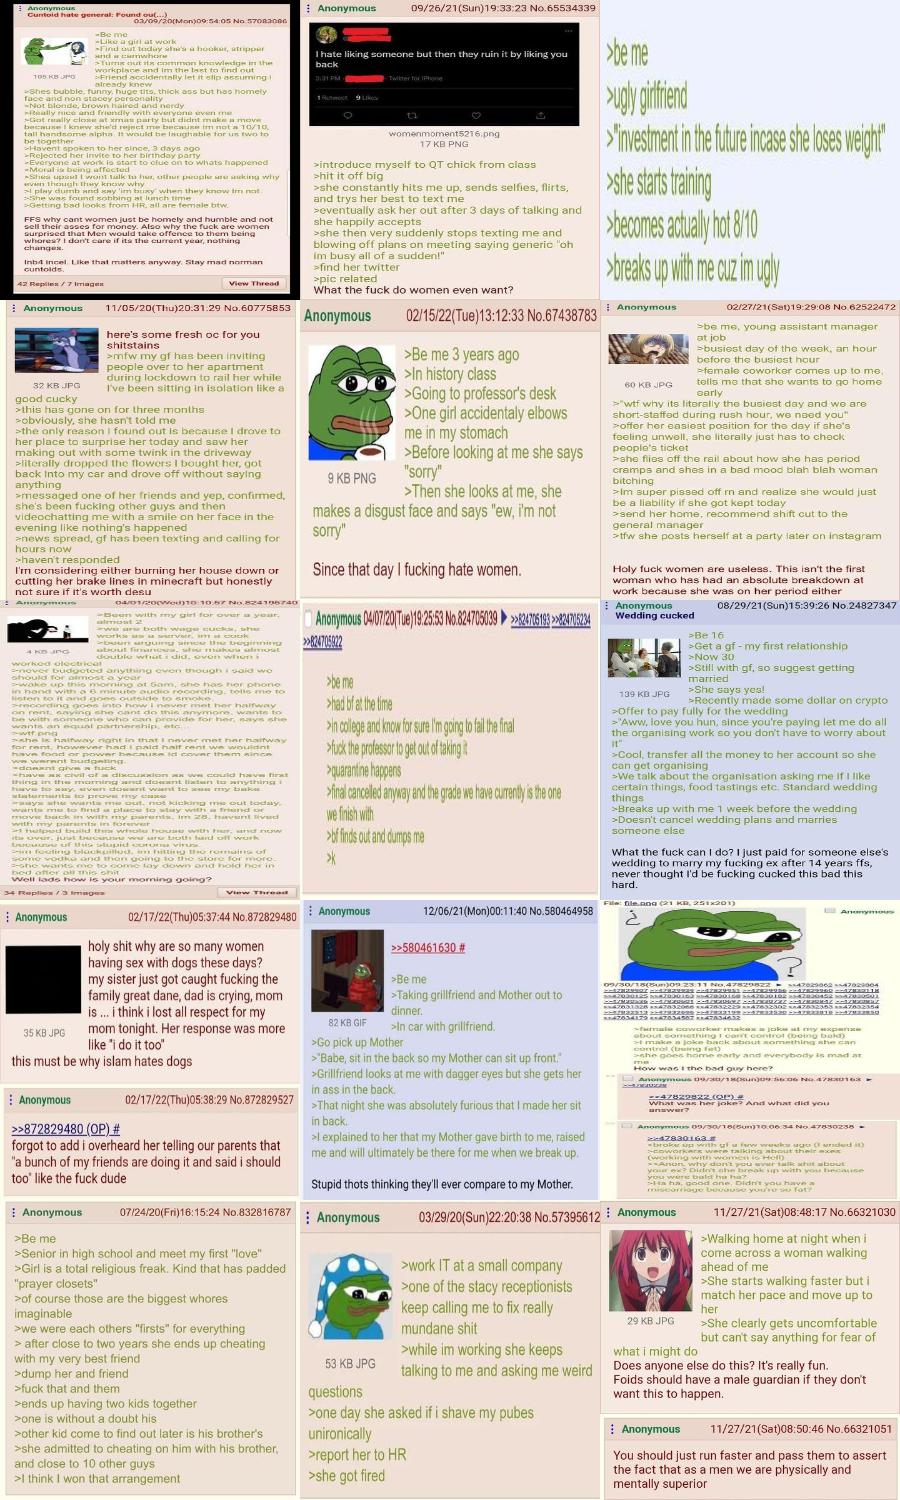 Anonymous
Cuntoid hate general: Found ou(...)
03/09/20(Mon)09:54:05 No.57083086
105 KB JPG
>Be me
>Like a girl at work
>Find out today she's a hooker, stripper
and a camwhore
>Turns out its common knowledge in the
workplace and im the last to find out
>Friend accidentally let it slip assuming I
already knew
>Shes bubble, funny, huge tits, thick ass but has homely
face and non stacey personality
>Not blonde, brown haired and nerdy
>Really nice and friendly with everyone even me
>Got really close at xmas party but didnt make a move
because I knew she'd reject me because im not a 10/10,
all handsome alpha. It would be laughable for us two to
be together
>Havent spoken to her since, 3 days ago
>Rejected her invite to her birthday party
>Everyone at work is start to clue on to whats happened
>Moral is being affected
>Shes upset I wont talk to her, other people are asking why
even though they know why
>I play dumb and say 'im busy' when they know im not
>She was found sobbing at lunch time
>Getting bad looks from HR, all are female btw.
FFS why cant women just be homely and humble and not
sell their asses for money. Also why the fuck are women
surprised that Men would take offence to them being
whores? I don't care if its the current year, nothing
changes.
Inb4 incel. Like that matters anyway. Stay mad norman
cuntoids.
42 Replies / 7 Images
View Thread
Anonymous
09/26/21(Sun)19:33:23 No.65534339
I hate liking someone but then they ruin it by liking you
back
3:31 PM · Twitter for iPhone
1 Retweet 9 Likes
womenmoment5216.png
17 KB PNG
>introduce myself to QT chick from class
>hit it off big
>she constantly hits me up, sends selfies, flirts,
and trys her best to text me
>eventually ask her out after 3 days of talking and
she happily accepts
>she then very suddenly stops texting me and
blowing off plans on meeting saying generic "oh
im busy all of a sudden!"
>find her twitter
>pic related
What the fuck do women even want?
>be me
>ugly girlfriend
>"investment in the future incase she loses weight"
>she starts training
>becomes actually hot 8/10
>breaks up with me cuz im ugly
Anonymous
11/05/20(Thu)20:31:29 No.60775853
32 KB JPG
here's some fresh oc for you
shitstains
>mfw my gf has been inviting
people over to her apartment
during lockdown to rail her while
I've been sitting in isolation like a
good cucky
>this has gone on for three months
>obviously, she hasn't told me
>the only reason I found out is because I drove to
her place to surprise her today and saw her
making out with some twink in the driveway
>literally dropped the flowers I bought her, got
back into my car and drove off without saying
anything
>messaged one of her friends and yep, confirmed,
she's been fucking other guys and then
videochatting me with a smile on her face in the
evening like nothing's happened
>news spread, gf has been texting and calling for
hours now
>haven't responded
I'm considering either burning her house down or
cutting her brake lines in minecraft but honestly
not sure if it's worth desu
Anonymous
02/15/22(Tue)13:12:33 No.67438783
9 KB PNG
>Be me 3 years ago
>In history class
>Going to professor's desk
>One girl accidentaly elbows
me in my stomach
>Before looking at me she says
"sorry"
>Then she looks at me, she
makes a disgust face and says "ew, i'm not
sorry"
Since that day I fucking hate women.
Anonymous
02/27/21(Sat)19:29:08 No.62522472
60 KB JPG
>be me, young assistant manager
at job
>busiest day of the week, an hour
before the busiest hour
>female coworker comes up to me,
tells me that she wants to go home
early
>"wtf why its literally the busiest day and we are
short-staffed during rush hour, we need you"
>offer her easiest position for the day if she's
feeling unwell, she literally just has to check
people's ticket
>she flies off the rail about how she has period
cramps and shes in a bad mood blah blah woman
bitching
>Im super pissed off rn and realize she would just
be a liability if she got kept today
>send her home, recommend shift cut to the
general manager
>tfw she posts herself at a party later on instagram
Holy fuck women are useless. This isn't the first
woman who has had an absolute breakdown at
work because she was on her period either
Anonymous
04/01/20(Wed)10:10:57 No.824195740
4 KB JPG
>Been with my girl for over a year,
almost 2
>we are both wage cucks, she
works as a server, im a cook
>been arguing since the beginning
about finances, she makes almost
double what i did, even when i
worked electrical
>never budgeted anything even though i said we
should for almost a year
>wake up this morning at 5am, she has her phone
in hand with a 6 minute audio recording, tells me to
listen to it and goes outside to smoke.
>recording goes into how i never met her halfway
on rent, saying she cant do this anymore, wants to
be with someone who can provide for her, says she
wants an equal partnership, etc...
>wtf.png
>she is halfway right in that i never met her halfway
for rent, however had i paid half rent we wouldnt
have food or power because id cover them since
we werent budgeting.
>doesnt give a fuck
>have as civil of a discussion as we could have first
thing in the morning and doesnt listen to anything i
have to say, even doesnt want to see my bake
statements to prove my case
>says she wants me out, not kicking me out today,
wants me to find a place to stay with a friend or
move back in with my parents, im 28, havent lived
with my parents in forever
>I helped build this whole house with her, and now
its over, just because we are both laid off work
because of this stupid corona virus.
>im feeling blackpilled, im hitting the remains of
some vodka and then going to the store for more.
>she wants me to come lay down and hold her in
bed after all this shit
Well lads how is your morning going?
34 Replies / 3 Images
View Thread
Anonymous 04/07/20(Tue)19:25:53 No.824705039 >>824705193 >>824705234
>>824705922
>be me
>had bf at the time
>in college and know for sure I'm going to fail the final
>fuck the professor to get out of taking it
>quarantine happens
>final cancelled anyway and the grade we have currently is the one
we finish with
>bf finds out and dumps me
>k
Anonymous
08/29/21(Sun)15:39:26 No.24827347
Wedding cucked
139 KB JPG
>Be 16
>Get a gf - my first relationship
>Now 30
>Still with gf, so suggest getting
married
>She says yes!
>Recently made some dollar on crypto
>Offer to pay fully for the wedding
>"Aww, love you hun, since you're paying let me do all
the organising work so you don't have to worry about
it"
>Cool, transfer all the money to her account so she
can get organising
>We talk about the organisation asking me if I like
certain things, food tastings etc. Standard wedding
things
>Breaks up with me 1 week before the wedding
>Doesn't cancel wedding plans and marries
someone else
What the fuck can I do? I just paid for someone else's
wedding to marry my fucking ex after 14 years ffs,
never thought I'd be fucking cucked this bad this
hard.
Anonymous
02/17/22(Thu)05:37:44 No.872829480
35 KB JPG
holy shit why are so many women
having sex with dogs these days?
my sister just got caught fucking the
family great dane, dad is crying, mom
is ... i think i lost all respect for my
mom tonight. Her response was more
like "i do it too"
this must be why islam hates dogs
Anonymous
02/17/22(Thu)05:38:29 No.872829527
>>872829480 (OP) #
forgot to add i overheard her telling our parents that
"a bunch of my friends are doing it and said i should
too" like the fuck dude
Anonymous
12/06/21(Mon)00:11:40 No.580464958
82 KB GIF
>>580461630 #
>Be me
>Taking grillfriend and Mother out to
dinner.
>In car with grillfriend.
>Go pick up Mother
>"Babe, sit in the back so my Mother can sit up front."
>Grillfriend looks at me with dagger eyes but she gets her
in ass in the back.
>That night she was absolutely furious that I made her sit
in back.
>I explained to her that my Mother gave birth to me, raised
me and will ultimately be there for me when we break up.
Stupid thots thinking they'll ever compare to my Mother.
File: file.png (21 KB, 251x201)
Anonymous
09/30/18(Sun)09:23:11 No.47829822
>female coworker makes a joke at my expense
about something I can't control (being bald)
>I make a joke back about something she can
control (being fat)
>she goes home early and everybody is mad at
me
How was I the bad guy here?
Anonymous 09/30/18(Sun)09:56:06 No.47830163
>>47830238
>>47829822 (OP) #
What was her joke? And what did you
answer?
Anonymous 09/30/18(Sun)10:06:34 No.47830238
>>47830163 #
>broke up with gf a few weeks ago (I ended it)
>coworkers were talking about their exes
(working with women is Hell)
>>Anon, why don't you ever talk shit about
your ex? Didn't she break up with you because
you were bald ha ha?
>Ha ha, good one. Didn't you have a
miscarriage because you're so fat?
Anonymous
07/24/20(Fri)16:15:24 No.832816787
>Be me
>Senior in high school and meet my first "love"
>Girl is a total religious freak. Kind that has padded
"prayer closets"
>of course those are the biggest whores
imaginable
>we were each others "firsts" for everything
> after close to two years she ends up cheating
with my very best friend
>dump her and friend
>fuck that and them
>ends up having two kids together
>one is without a doubt his
>other kid come to find out later is his brother's
>she admitted to cheating on him with his brother,
and close to 10 other guys
>I think I won that arrangement
Anonymous
03/29/20(Sun)22:20:38 No.57395612
53 KB JPG
>work IT at a small company
>one of the stacy receptionists
keep calling me to fix really
mundane shit
>while im working she keeps
talking to me and asking me weird
questions
>one day she asked if i shave my pubes
unironically
>report her to HR
>she got fired
Anonymous
11/27/21(Sat)08:48:17 No.66321030
29 KB JPG
>Walking home at night when i
come across a woman walking
ahead of me
>She starts walking faster but i
match her pace and move up to
her
>She clearly gets uncomfortable
but can't say anything for fear of
what i might do
Does anyone else do this? It's really fun.
Foids should have a male guardian if they don't
want this to happen.
Anonymous
11/27/21(Sat)08:50:46 No.66321051
You should just run faster and pass them to assert
the fact that as a men we are physically and
mentally superior